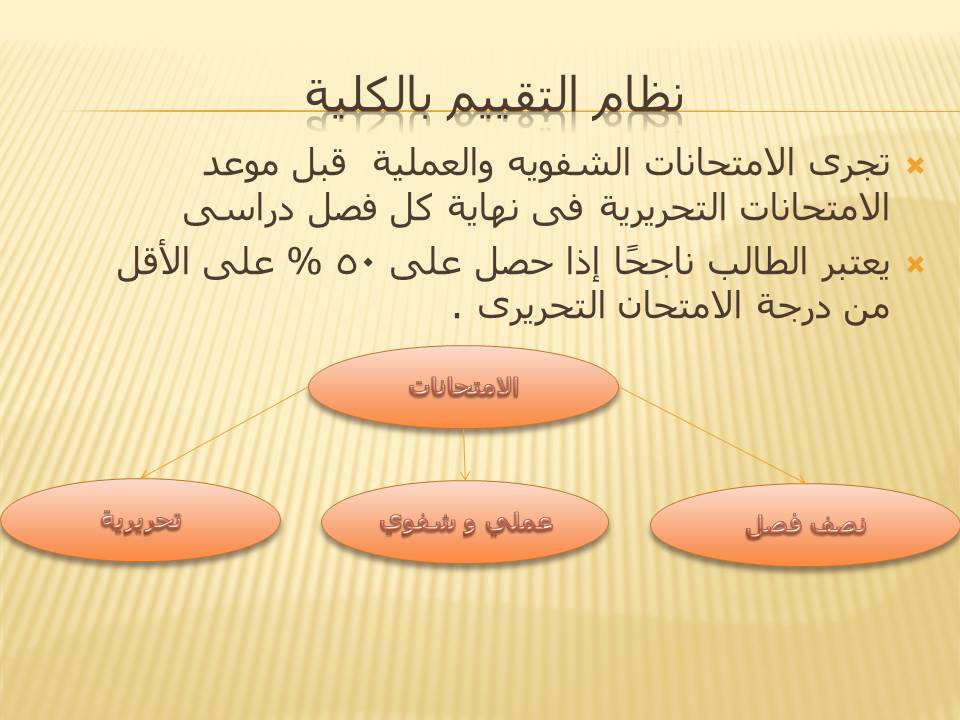 نظام التقييم بالكلية
تجرى الامتحانات الشفويه والعملية قبل موعد
الامتحانات التحريرية فى نهاية كل فصل دراسى
يعتبر الطالب ناجحًا إذا حصل على ٥٠ % على الأقل
من درجة الامتحان التحريرى .
الامتحانات
نصف فصل
عملي و شفوي
تحريرية